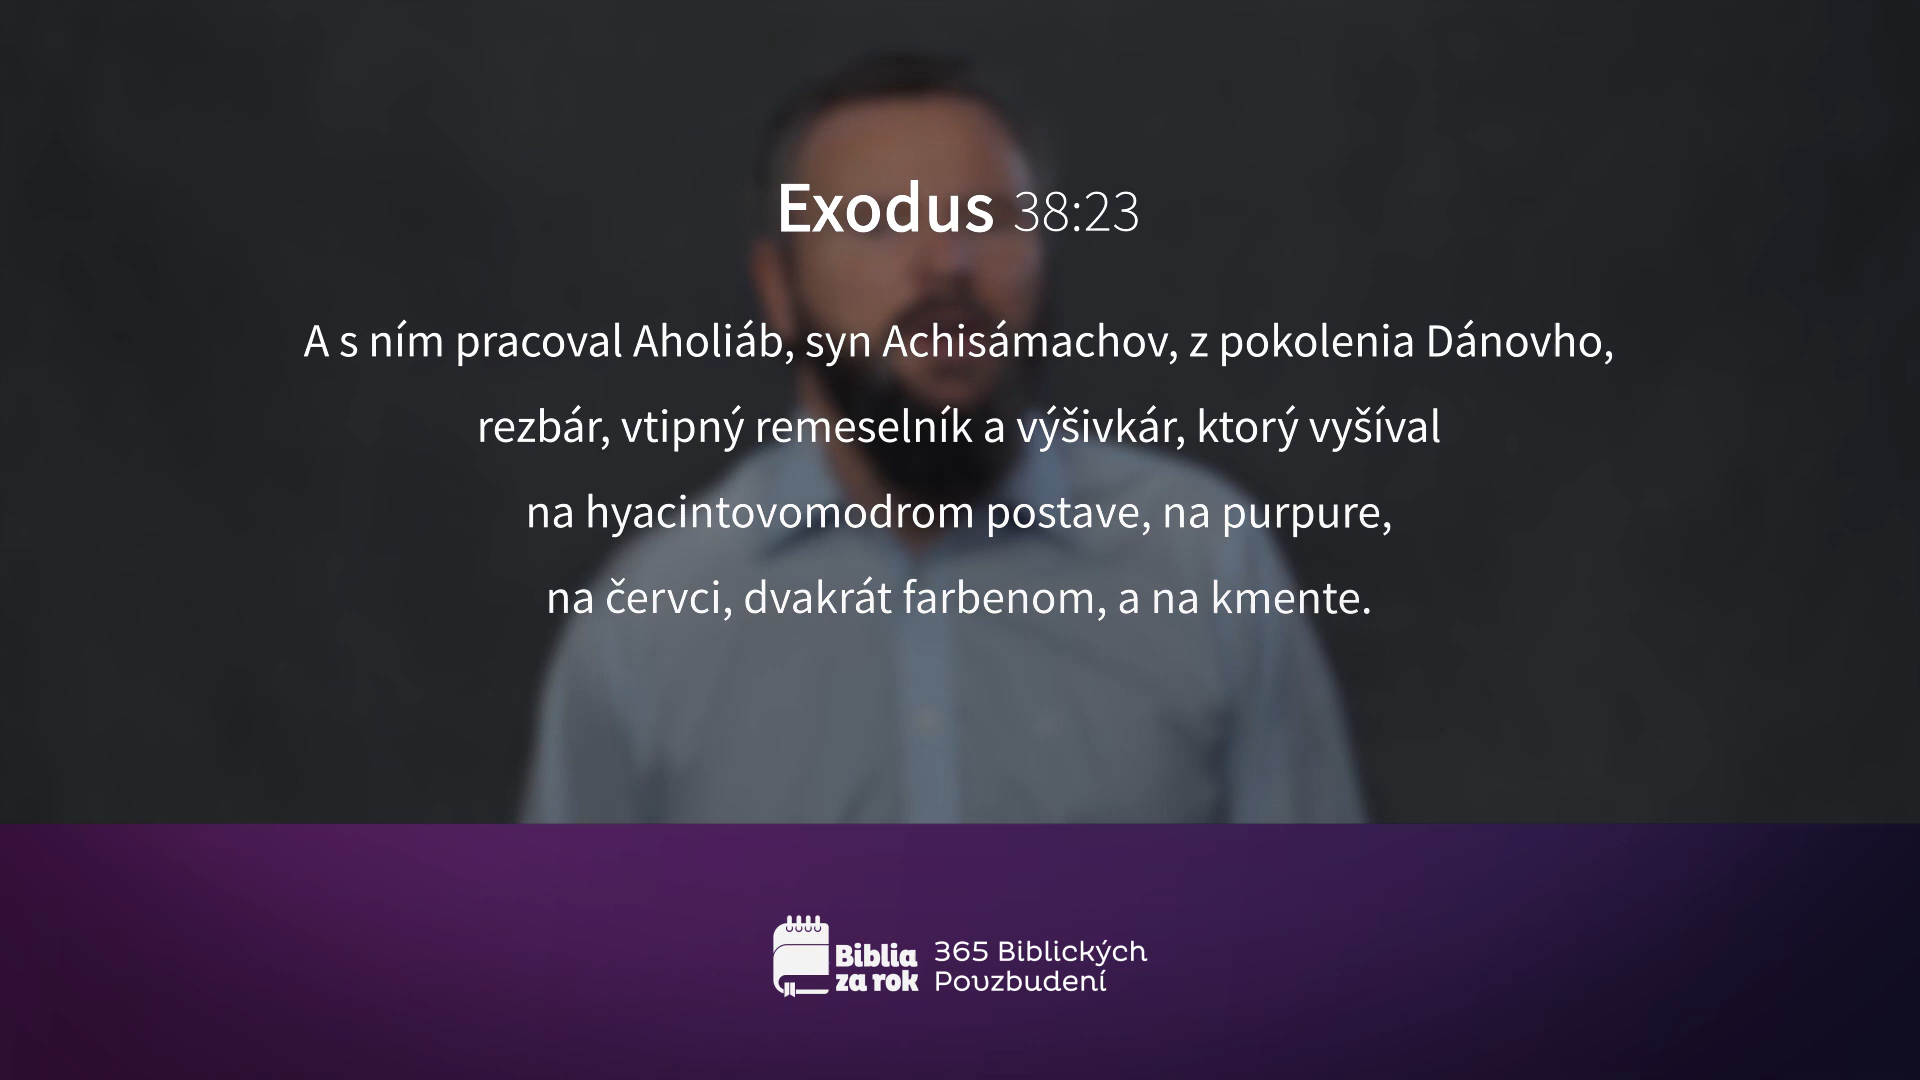 Exodus 38:23
A s ním pracoval Aholiáb, syn Achisámachov, z pokolenia Dánovho,
rezbár, vtipný remeselník a výšivkár, ktorý vyšíval
na hyacintovomodrom postave, na purpure,
na červci, dvakrát farbenom, a na kmente.
Biblia
za rok
365 Biblických
Povzbudení